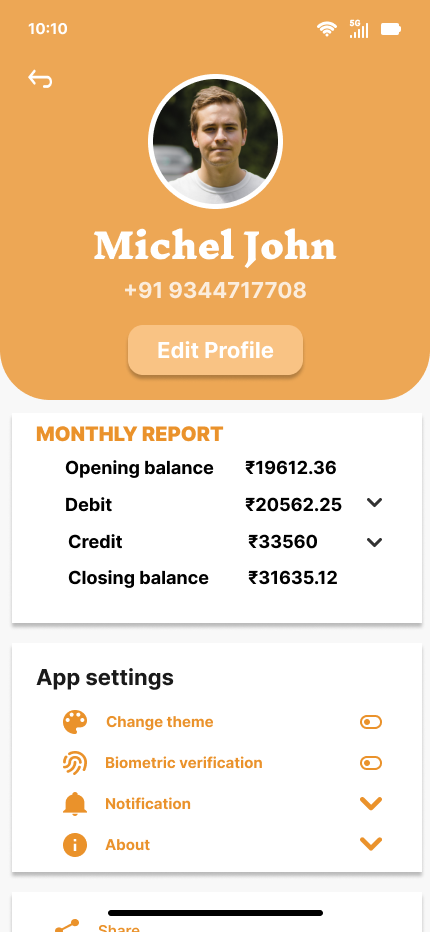 10:10
5G
Michel John
+91 9344717708
Edit Profile
MONTHLY REPORT
Opening balance ₹19612.36
Debit ₹20562.25
Credit ₹33560
Closing balance ₹31635.12
App settings
Change theme
Biometric verification
Notification
About
Share